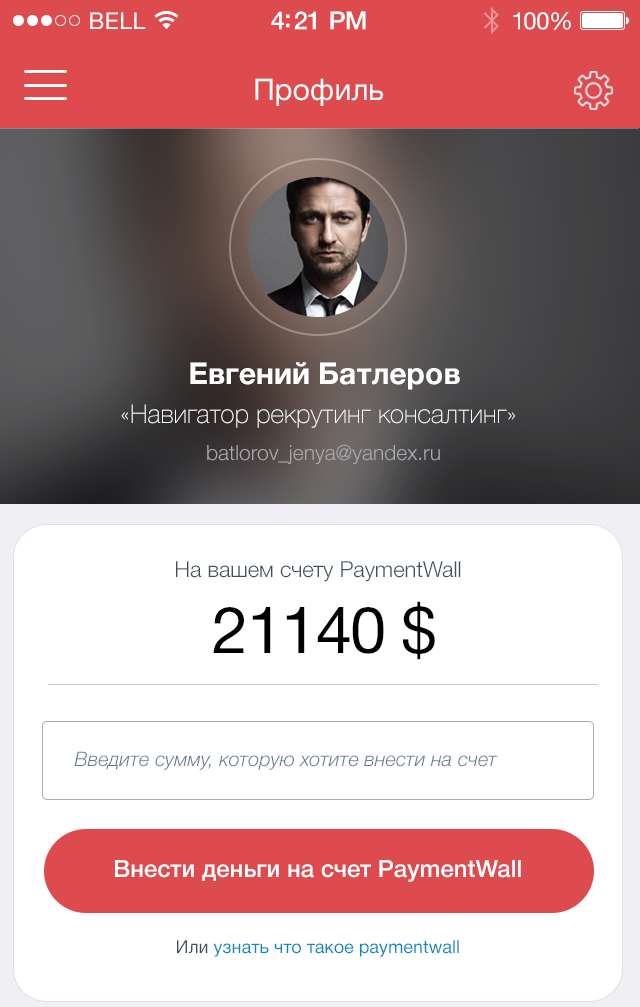 BELL 4:21 PM 100%
Профиль
Евгений Батлеров
«Навигатор рекрутинг консалтинг»
batlorov_jenya@yandex.ru
На вашем счету PaymentWall
21140 $
Введите сумму, которую хотите внести на счет
Внести деньги на счет PaymentWall
Или узнать что такое paymentwall